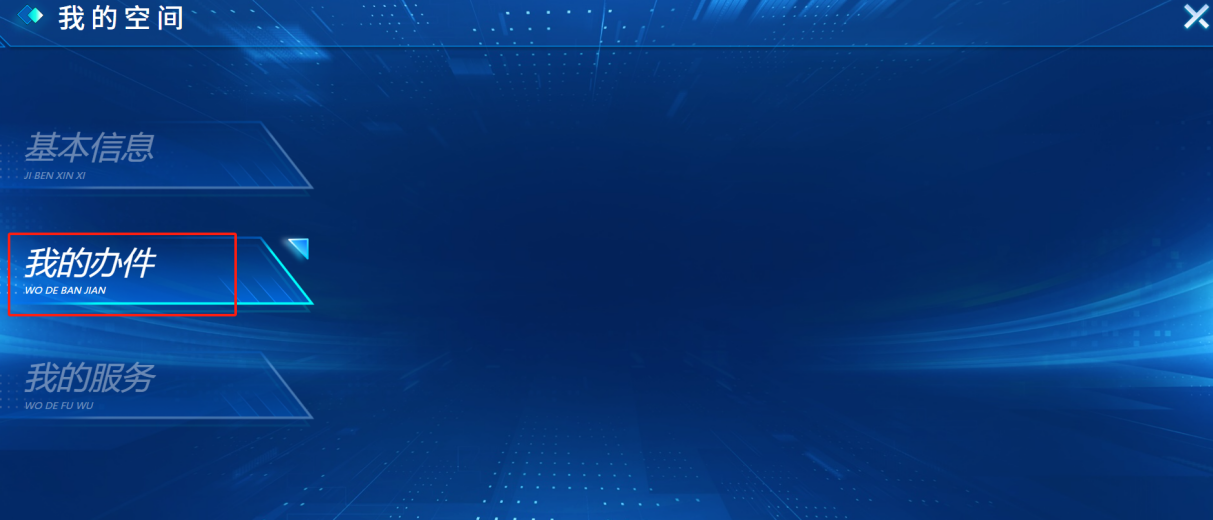 我的空间
基本信息
JI BEN XIN XI
我的办件
WO DE BAN JIAN
我的服务
WO DE FU WU